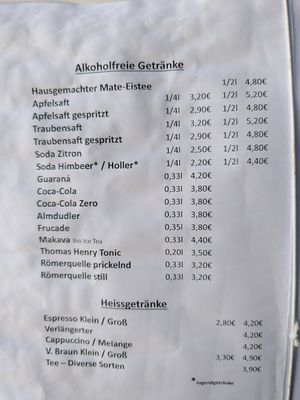 Alkoholfreie Getränke
Hausgemachter Mate-Eistee 1/2l 4,80€
Apfelsaft 1/4l 3,20€ 1/2l 5,20€
Apfelsaft gespritzt 1/4l 2,90€ 1/2l 4,80€
Traubensaft 1/4l 3,20€ 1/2l 5,20€
Traubensaft gespritzt 1/4l 2,90€ 1/2l 4,80€
Soda Zitron 1/4l 2,50€ 1/2l 4,80€
Soda Himbeer* / Holler* 1/4l 2,20€ 1/2l 4,40€
Guaraná 0,33l 4,20€
Coca-Cola 0,33l 3,80€
Coca-Cola Zero 0,33l 3,80€
Almdudler 0,33l 3,80€
Frucade 0,35l 3,80€
Makava Bio Ice Tea 0,33l 4,40€
Thomas Henry Tonic 0,20l 3,50€
Römerquelle prickelnd 0,33l 3,20€
Römerquelle still 0,33l 3,20€
Heissgetränke
Espresso Klein / Groß 2,80€ 4,20€
Verlängerter 4,20€
Cappuccino / Melange 4,20€
V. Braun Klein / Groß 3,30€ 4,90€
Tee – Diverse Sorten 3,90€
*Jugendgetränke